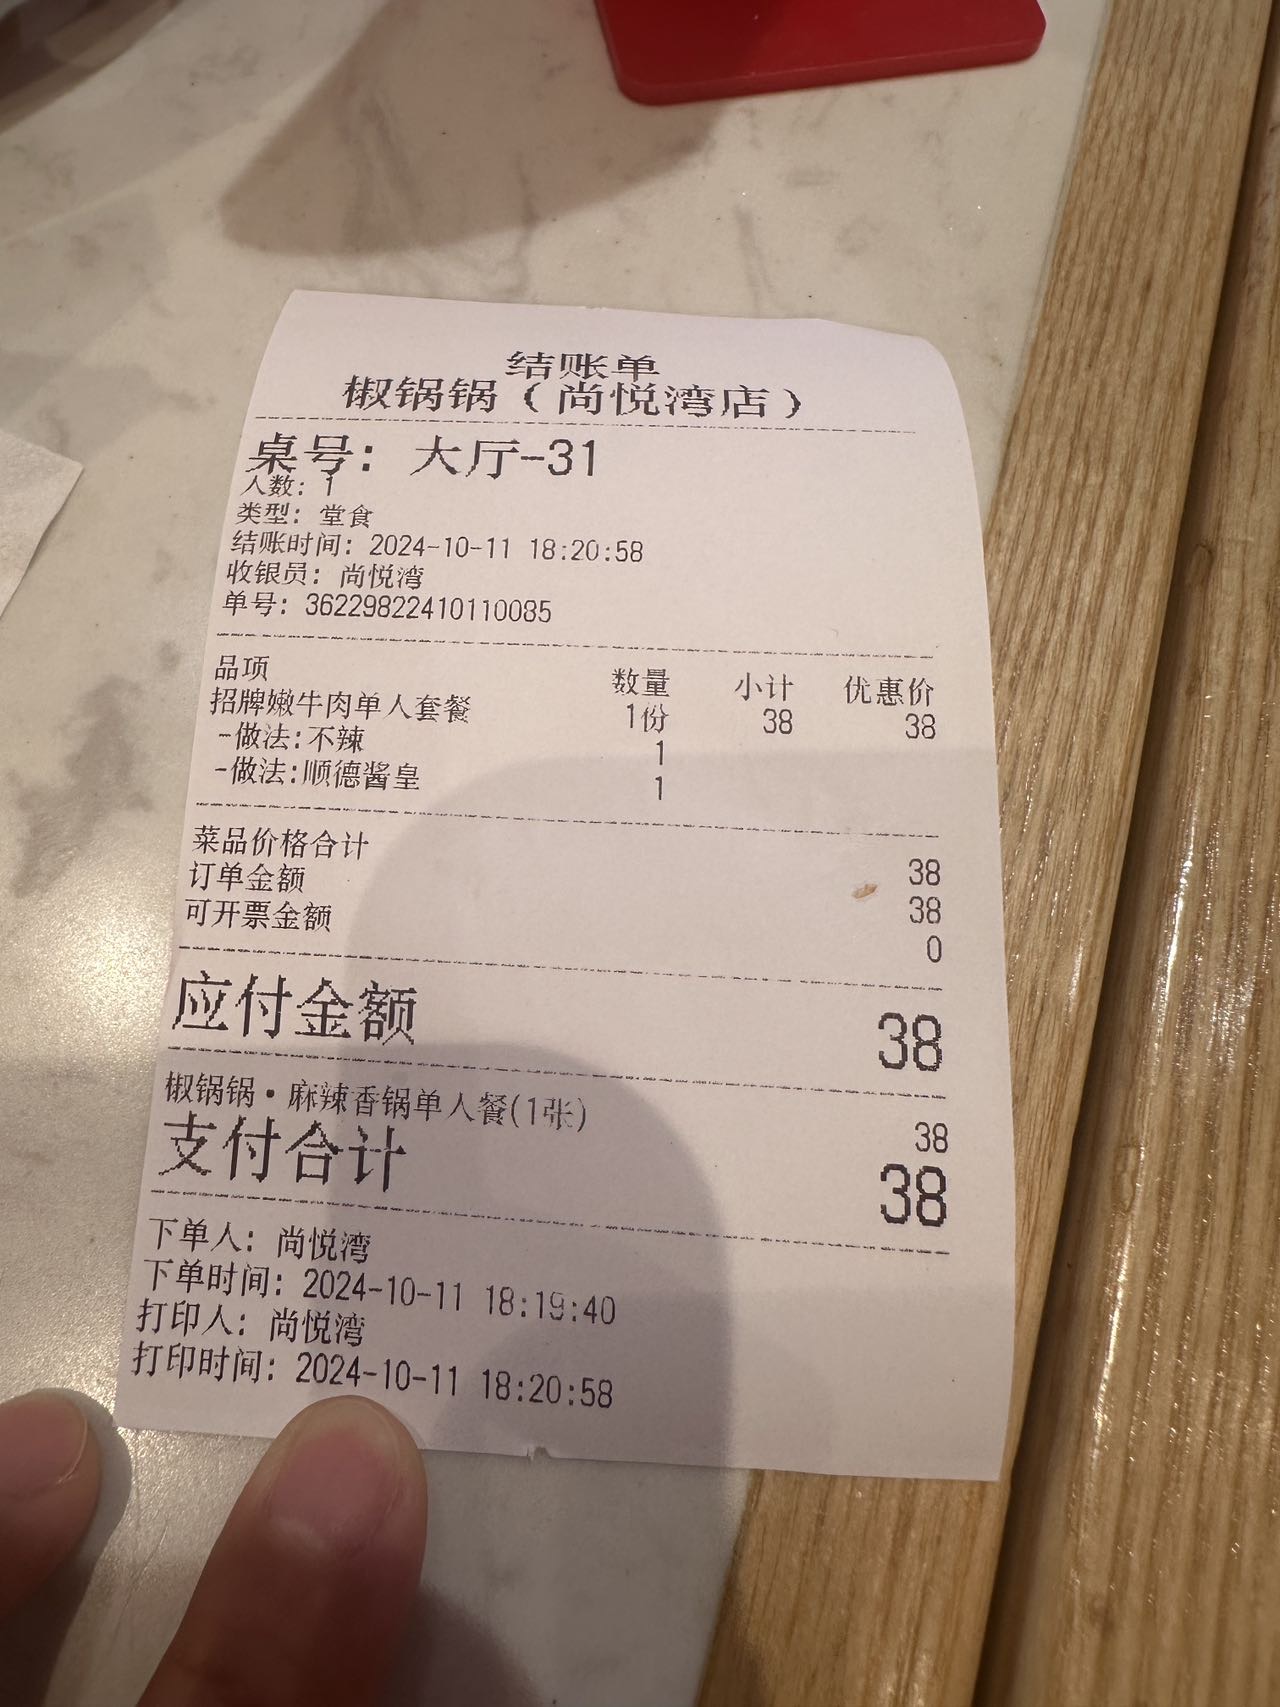 结账单
椒锅锅（尚悦湾店）
桌号：大厅-31
人数：1
类型：堂食
结账时间：2024-10-11 18:20:58
收银员：尚悦湾
单号：36229822410110085
品项 数量 小计 优惠价
招牌嫩牛肉单人套餐 1份 38 38
-做法:不辣 1
-做法:顺德酱皇 1
菜品价格合计 38
订单金额 38
可开票金额 0
应付金额 38
椒锅锅•麻辣香锅单人餐(1张) 38
支付合计 38
下单人：尚悦湾
下单时间：2024-10-11 18:19:40
打印人：尚悦湾
打印时间：2024-10-11 18:20:58